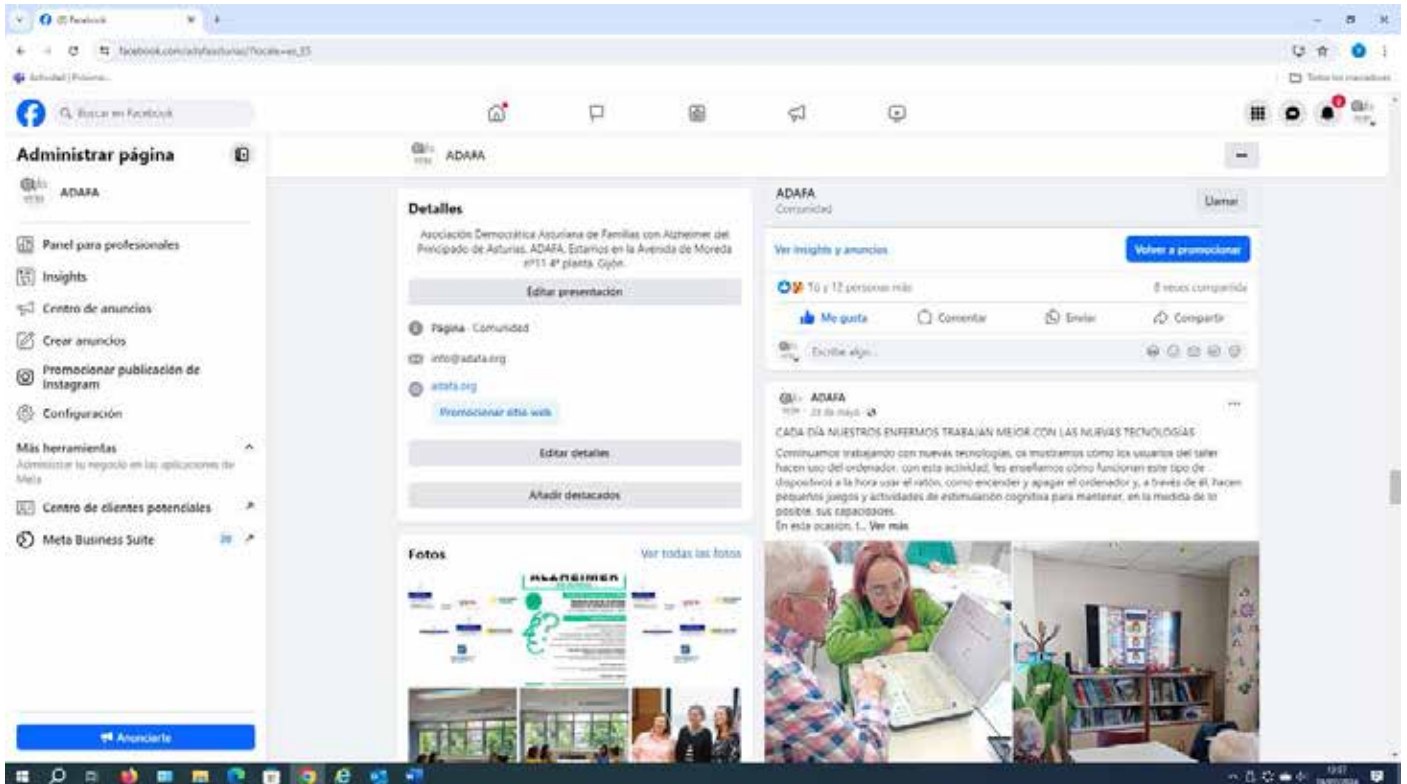 Facebook
Buscar en Facebook
Todos los marcadores
Administrar página
ADAFA
Panel para profesionales
Insights
Centro de anuncios
Crear anuncios
Promocionar publicación de
Instagram
Configuración
Más herramientas
Administrar tu negocio en las aplicaciones de
Meta
Centro de clientes potenciales
Meta Business Suite
Anunciarte
ADAFA
Detalles
Asociación Democrática Asturiana de Familias con Alzheimer del
Principado de Asturias, ADAFA. Estamos en la Avenida de Moreda
nº11 4ª planta. Gijón.
Editar presentación
Página · Comunidad
info@adafa.org
adafa.org
Promocionar sitio web
Editar detalles
Añadir destacados
Fotos
Ver todas las fotos
ALZHEIMER
ADAFA
Comunidad
Llamar
Ver insights y anuncios
Volver a promocionar
Tú y 12 personas más
8 veces compartida
Me gusta
Comentar
Enviar
Compartir
Escribe algo...
ADAFA
23 de mayo
CADA DÍA NUESTROS ENFERMOS TRABAJAN MEJOR CON LAS NUEVAS TECNOLOGÍAS
Continuamos trabajando con nuevas tecnologías, os mostramos cómo los usuarios del taller
hacen uso del ordenador, con esta actividad, les enseñamos cómo funcionan este tipo de
dispositivos a la hora usar el ratón, como encender y apagar el ordenador y, a través de él, hacen
pequeños juegos y actividades de estimulación cognitiva para mantener, en la medida de lo
posible, sus capacidades.
En esta ocasión, t... Ver más